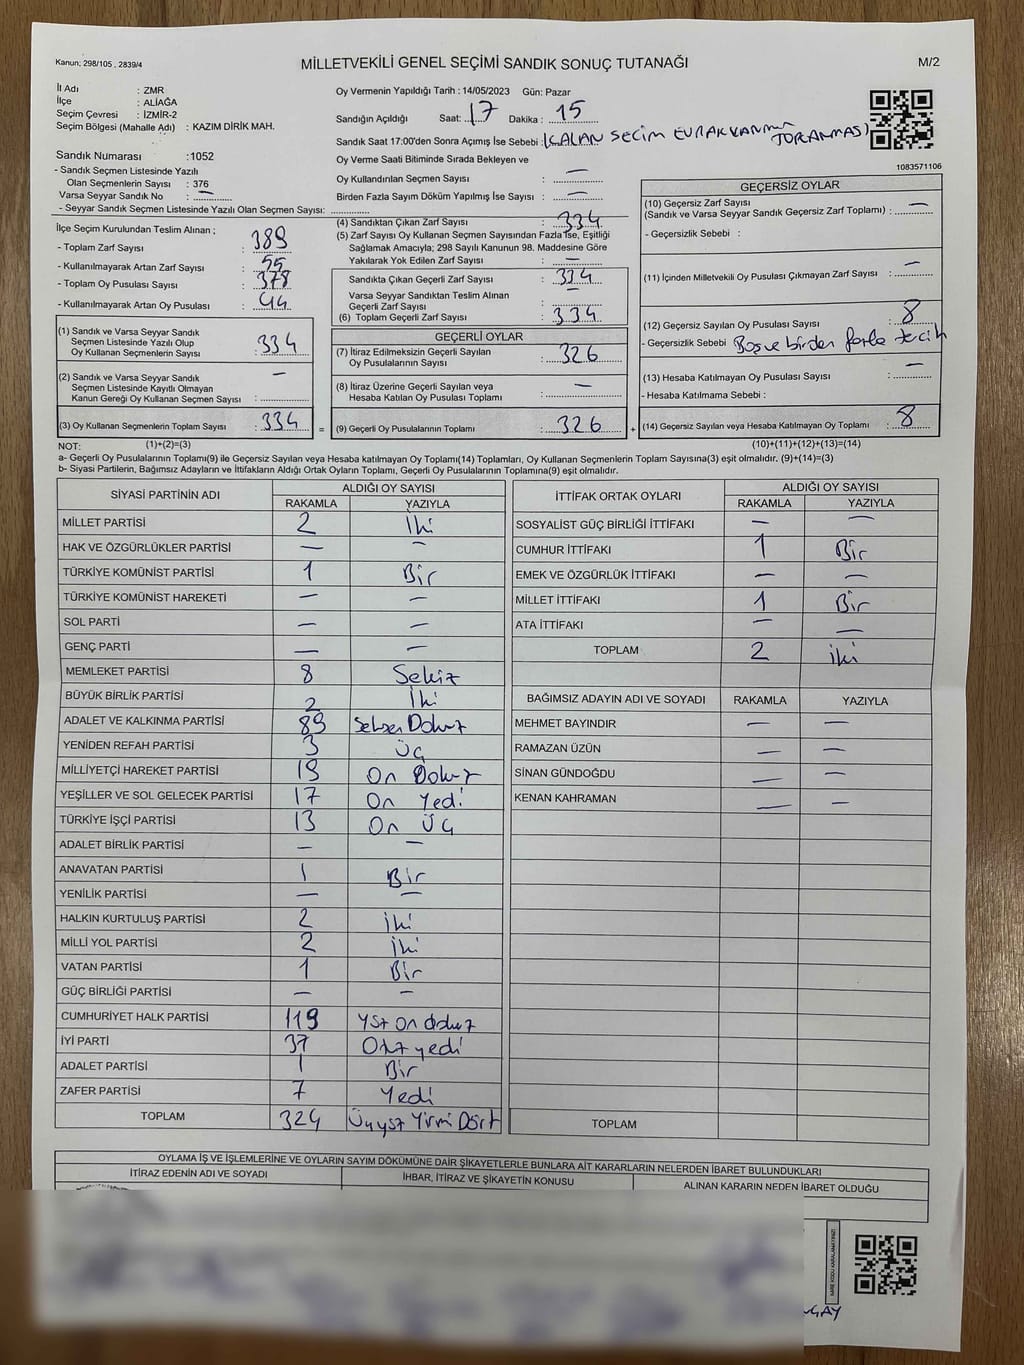 Kanun; 298/105 , 2839/4
MİLLETVEKİLİ GENEL SEÇİMİ SANDIK SONUÇ TUTANAĞI
M/2
İl Adı : ZMR
İlçe : ALİAĞA
Seçim Çevresi : İZMİR-2
Seçim Bölgesi (Mahalle Adı) : KAZIM DİRİK MAH.
Sandık Numarası :1052
- Sandık Seçmen Listesinde Yazılı
Olan Seçmenlerin Sayısı : 376
Varsa Seyyar Sandık No : —
- Seyyar Sandık Seçmen Listesinde Yazılı Olan Seçmen Sayısı:
Oy Vermenin Yapıldığı Tarih : 14/05/2023 Gün: Pazar
Sandığın Açıldığı Saat: 17 Dakika : 15
Sandık Saat 17:00'den Sonra Açımış İse Sebebi : (KALAN SECİM EVRAKLARININ TOPLANMASI)
Oy Verme Saati Bitiminde Sırada Bekleyen ve
Oy Kullandırılan Seçmen Sayısı : —
Birden Fazla Sayım Döküm Yapılmış İse Sayısı : —
1083571106
İlçe Seçim Kurulundan Teslim Alınan ;
- Toplam Zarf Sayısı : 389
- Kullanılmayarak Artan Zarf Sayısı : 55
- Toplam Oy Pusulası Sayısı : 378
- Kullanılmayarak Artan Oy Pusulası : 44
(4) Sandıktan Çıkan Zarf Sayısı : 334
(5) Zarf Sayısı Oy Kullanan Seçmen Sayısından Fazla İse, Eşitliği
Sağlamak Amacıyla; 298 Sayılı Kanunun 98. Maddesine Göre
Yakılarak Yok Edilen Zarf Sayısı : —
Sandıkta Çıkan Geçerli Zarf Sayısı : 334
Varsa Seyyar Sandıktan Teslim Alınan
Geçerli Zarf Sayısı : —
(6) Toplam Geçerli Zarf Sayısı : 334
GEÇERSİZ OYLAR
(10) Geçersiz Zarf Sayısı
(Sandık ve Varsa Seyyar Sandık Geçersiz Zarf Toplamı) : —
- Geçersizlik Sebebi :
(11) İçinden Milletvekili Oy Pusulası Çıkmayan Zarf Sayısı : —
(12) Geçersiz Sayılan Oy Pusulası Sayısı : 8
- Geçersizlik Sebebi Boş ve birden fazla tecih
(13) Hesaba Katılmayan Oy Pusulası Sayısı : —
- Hesaba Katılmama Sebebi :
(14) Geçersiz Sayılan veya Hesaba Katılmayan Oy Toplamı : 8
(1) Sandık ve Varsa Seyyar Sandık
Seçmen Listesinde Yazılı Olup
Oy Kullanan Seçmenlerin Sayısı : 334
(2) Sandık ve Varsa Seyyar Sandık
Seçmen Listesinde Kayıtlı Olmayan
Kanun Gereği Oy Kullanan Seçmen Sayısı : —
(3) Oy Kullanan Seçmenlerin Toplam Sayısı : 334 =
GEÇERLİ OYLAR
(7) İtiraz Edilmeksizin Geçerli Sayılan
Oy Pusulalarının Sayısı : 326
(8) İtiraz Üzerine Geçerli Sayılan veya
Hesaba Katılan Oy Pusulası Toplamı : —
(9) Geçerli Oy Pusulalarının Toplamı : 326 +
NOT: (1)+(2)=(3) (10)+(11)+(12)+(13)=(14)
a- Geçerli Oy Pusulalarının Toplamı(9) ile Geçersiz Sayılan veya Hesaba Katılmayan Oy Toplamı(14) Toplamları, Oy Kullanan Seçmenlerin Toplam Sayısına(3) eşit olmalıdır. (9)+(14)=(3)
b- Siyasi Partilerin, Bağımsız Adayların ve İttifakların Aldığı Ortak Oyların Toplamı, Geçerli Oy Pusulalarının Toplamına(9) eşit olmalıdır.
SİYASİ PARTİNİN ADI ALDIĞI OY SAYISI
RAKAMLA YAZIYLA
MİLLET PARTİSİ 2 İki
HAK VE ÖZGÜRLÜKLER PARTİSİ — —
TÜRKİYE KOMÜNİST PARTİSİ 1 Bir
TÜRKİYE KOMÜNİST HAREKETİ — —
SOL PARTİ — —
GENÇ PARTİ — —
MEMLEKET PARTİSİ 8 Sekiz
BÜYÜK BİRLİK PARTİSİ 2 İki
ADALET VE KALKINMA PARTİSİ 89 Seksen Dokuz
YENİDEN REFAH PARTİSİ 3 Üç
MİLLİYETÇİ HAREKET PARTİSİ 19 On Dokuz
YEŞİLLER VE SOL GELECEK PARTİSİ 17 On Yedi
TÜRKİYE İŞÇİ PARTİSİ 13 On Üç
ADALET BİRLİK PARTİSİ — —
ANAVATAN PARTİSİ 1 Bir
YENİLİK PARTİSİ — —
HALKIN KURTULUŞ PARTİSİ 2 İki
MİLLİ YOL PARTİSİ 2 İki
VATAN PARTİSİ 1 Bir
GÜÇ BİRLİĞİ PARTİSİ — —
CUMHURİYET HALK PARTİSİ 119 Yüz On dokuz
İYİ PARTİ 37 Otuz yedi
ADALET PARTİSİ 1 Bir
ZAFER PARTİSİ 7 Yedi
TOPLAM 324 Üçyüz Yirmi Dört
İTTİFAK ORTAK OYLARI ALDIĞI OY SAYISI
RAKAMLA YAZIYLA
SOSYALİST GÜÇ BİRLİĞİ İTTİFAKI — —
CUMHUR İTTİFAKI 1 Bir
EMEK VE ÖZGÜRLÜK İTTİFAKI — —
MİLLET İTTİFAKI 1 Bir
ATA İTTİFAKI — —
TOPLAM 2 iki
BAĞIMSIZ ADAYIN ADI VE SOYADI RAKAMLA YAZIYLA
MEHMET BAYINDIR — —
RAMAZAN ÜZÜN — —
SİNAN GÜNDOĞDU — —
KENAN KAHRAMAN — —
TOPLAM
OYLAMA İŞ VE İŞLEMLERİNE VE OYLARIN SAYIM DÖKÜMÜNE DAİR ŞİKAYETLERLE BUNLARA AİT KARARLARIN NELERDEN İBARET BULUNDUKLARI
İTİRAZ EDENİN ADI VE SOYADI İHBAR, İTİRAZ VE ŞİKAYETİN KONUSU ALINAN KARARIN NEDEN İBARET OLDUĞU
KARE KODU KARALAMAYINIZ